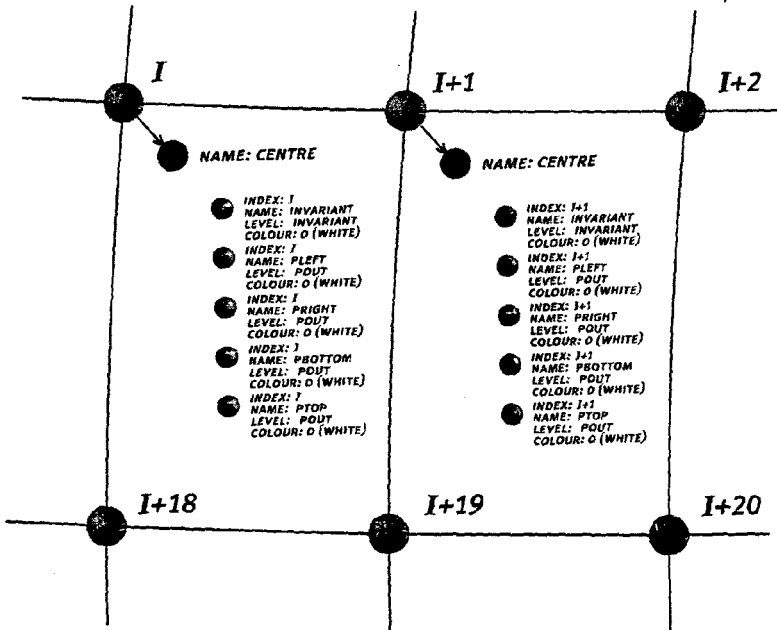 I
I+1
I+2
NAME: CENTRE
NAME: CENTRE
INDEX: I
NAME: INVARIANT
LEVEL: INVARIANT
COLOUR: 0 (WHITE)
INDEX: I
NAME: PLEFT
LEVEL: POUT
COLOUR: 0 (WHITE)
INDEX: I
NAME: PRIGHT
LEVEL: POUT
COLOUR: 0 (WHITE)
INDEX: I
NAME: PBOTTOM
LEVEL: POUT
COLOUR: 0 (WHITE)
INDEX: I
NAME: PTOP
LEVEL: POUT
COLOUR: 0 (WHITE)
INDEX: I+1
NAME: INVARIANT
LEVEL: INVARIANT
COLOUR: 0 (WHITE)
INDEX: I+1
NAME: PLEFT
LEVEL: POUT
COLOUR: 0 (WHITE)
INDEX: I+1
NAME: PRIGHT
LEVEL: POUT
COLOUR: 0 (WHITE)
INDEX: I+1
NAME: PBOTTOM
LEVEL: POUT
COLOUR: 0 (WHITE)
INDEX: I+1
NAME: PTOP
LEVEL: POUT
COLOUR: 0 (WHITE)
I+18
I+19
I+20